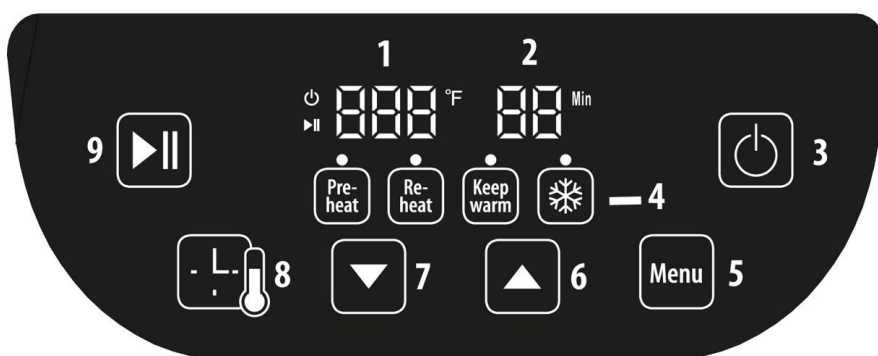 1 2
888 °F 88 Min
9 3
Pre- Re- Keep
heat heat warm 4
8 7 6 Menu 5